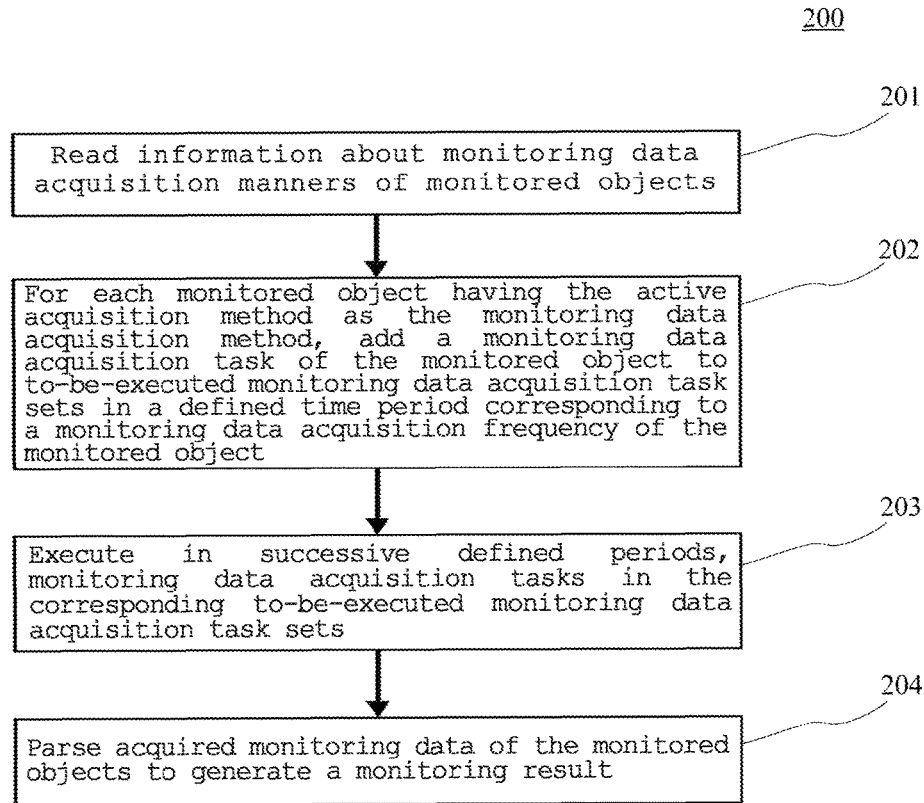 200
201
Read information about monitoring data
acquisition manners of monitored objects
202
For each monitored object having the active
acquisition method as the monitoring data
acquisition method, add a monitoring data
acquisition task of the monitored object to
to-be-executed monitoring data acquisition task
sets in a defined time period corresponding to
a monitoring data acquisition frequency of the
monitored object
203
Execute in successive defined periods,
monitoring data acquisition tasks in the
corresponding to-be-executed monitoring data
acquisition task sets
204
Parse acquired monitoring data of the monitored
objects to generate a monitoring result